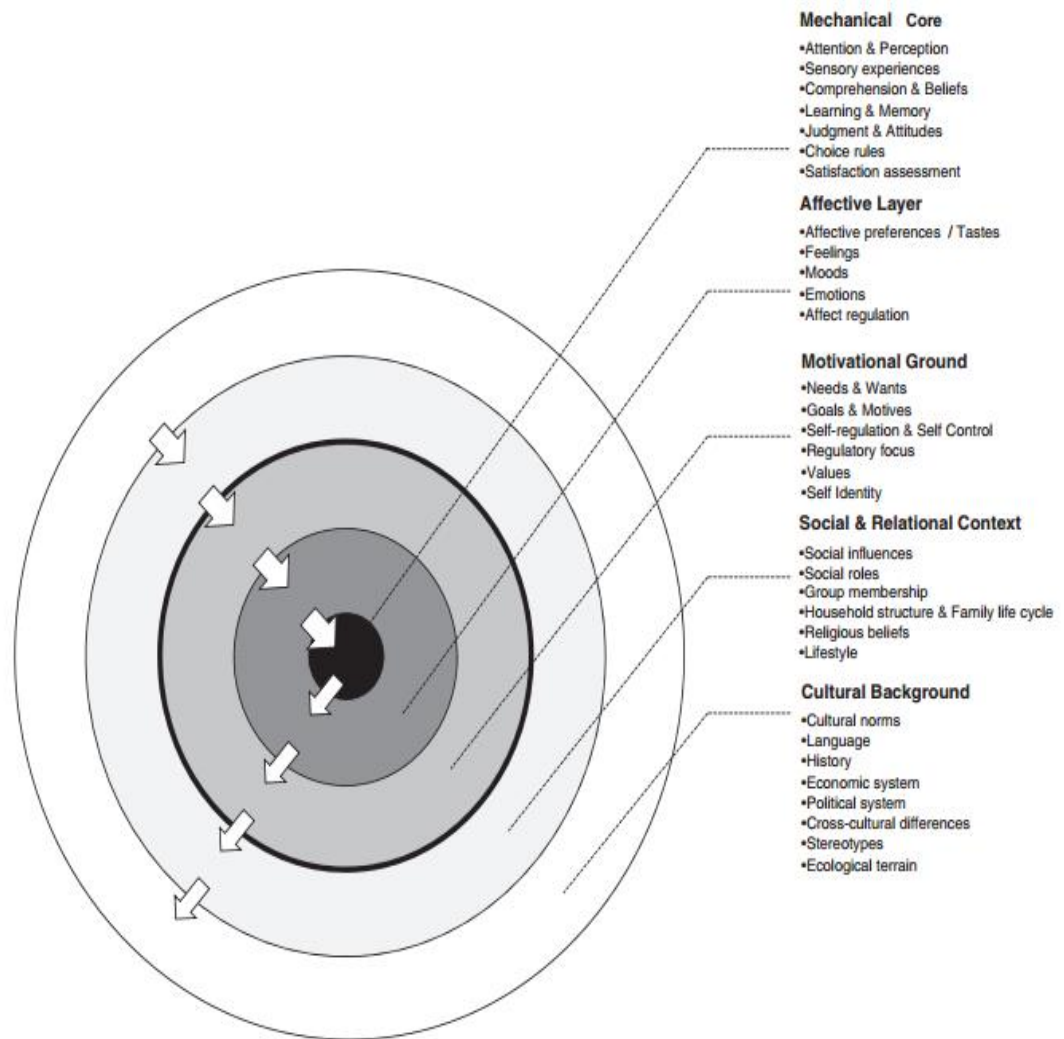 Mechanical Core
•Attention & Perception
•Sensory experiences
•Comprehension & Beliefs
•Learning & Memory
•Judgment & Attitudes
•Choice rules
•Satisfaction assessment
Affective Layer
•Affective preferences / Tastes
•Feelings
•Moods
•Emotions
•Affect regulation
Motivational Ground
•Needs & Wants
•Goals & Motives
•Self-regulation & Self Control
•Regulatory focus
•Values
•Self Identity
Social & Relational Context
•Social influences
•Social roles
•Group membership
•Household structure & Family life cycle
•Religious beliefs
•Lifestyle
Cultural Background
•Cultural norms
•Language
•History
•Economic system
•Political system
•Cross-cultural differences
•Stereotypes
•Ecological terrain